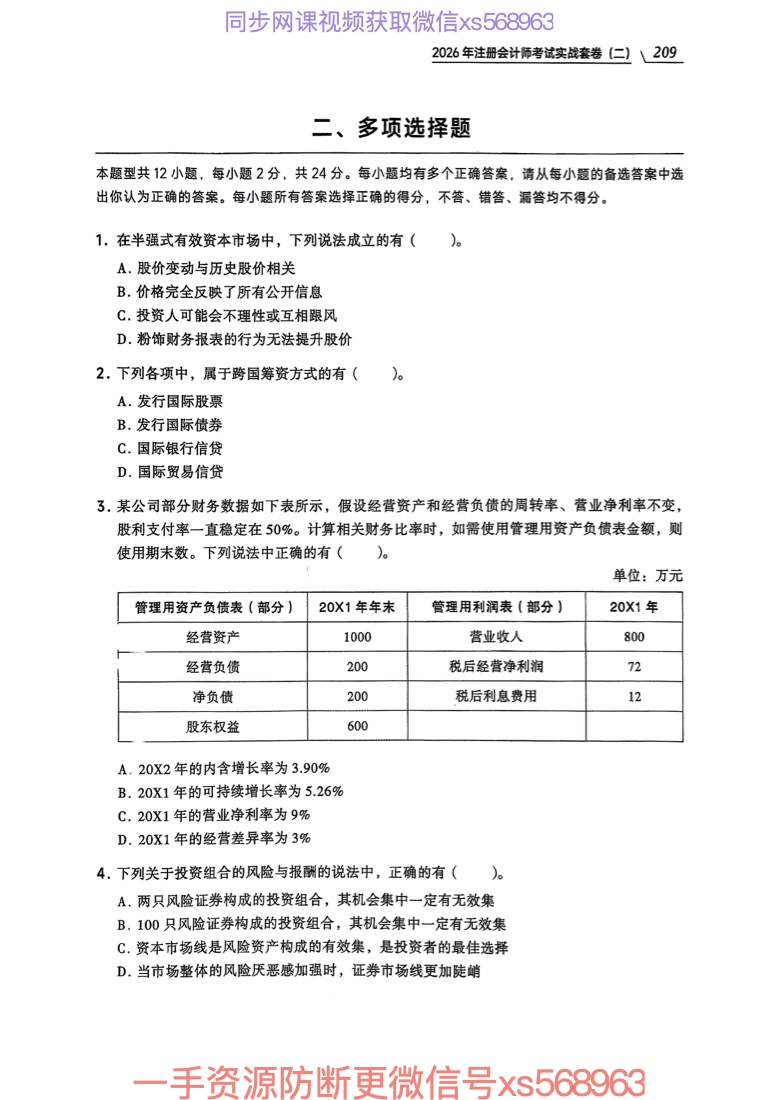 同步网课视频获取微信xs568963
2026年注册会计师考试实战套卷（二） 209
二、多项选择题
本题型共12小题，每小题2分，共24分。每小题均有多个正确答案，请从每小题的备选答案中选
出你认为正确的答案。每小题所有答案选择正确的得分，不答、错答、漏答均不得分。
1. 在半强式有效资本市场中，下列说法成立的有（　　）。
A. 股价变动与历史股价相关
B. 价格完全反映了所有公开信息
C. 投资人可能会不理性或互相跟风
D. 粉饰财务报表的行为无法提升股价
2. 下列各项中，属于跨国筹资方式的有（　　）。
A. 发行国际股票
B. 发行国际债券
C. 国际银行信贷
D. 国际贸易信贷
3. 某公司部分财务数据如下表所示，假设经营资产和经营负债的周转率、营业净利率不变，
股利支付率一直稳定在50%。计算相关财务比率时，如需使用管理用资产负债表金额，则
使用期末数。下列说法中正确的有（　　）。
单位：万元
管理用资产负债表（部分） 20X1年年末 管理用利润表（部分） 20X1年
经营资产 1000 营业收入 800
经营负债 200 税后经营净利润 72
净负债 200 税后利息费用 12
股东权益 600
A. 20X2年的内含增长率为3.90%
B. 20X1年的可持续增长率为5.26%
C. 20X1年的营业净利率为9%
D. 20X1年的经营差异率为3%
4. 下列关于投资组合的风险与报酬的说法中，正确的有（　　）。
A. 两只风险证券构成的投资组合，其机会集中一定有无效集
B. 100只风险证券构成的投资组合，其机会集中一定有无效集
C. 资本市场线是风险资产构成的有效集，是投资者的最佳选择
D. 当市场整体的风险厌恶感加强时，证券市场线更加陡峭
一手资源防断更微信号xs568963